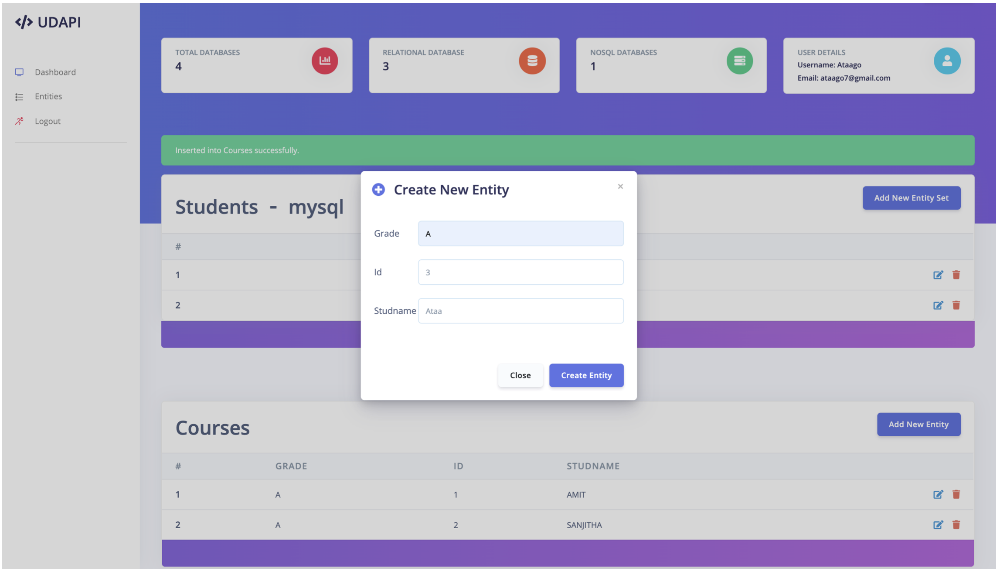 </> UDAPI
Dashboard
Entities
Logout
TOTAL DATABASES
4
RELATIONAL DATABASE
3
NOSQL DATABASES
1
USER DETAILS
Username: Ataago
Email: ataago7@gmail.com
Inserted into Courses successfully.
Students - mysql
Add New Entity Set
#
1
2
Create New Entity
×
Grade A
Id 3
Studname Ataa
Close Create Entity
Courses
Add New Entity
# GRADE ID STUDNAME
1 A 1 AMIT
2 A 2 SANJITHA